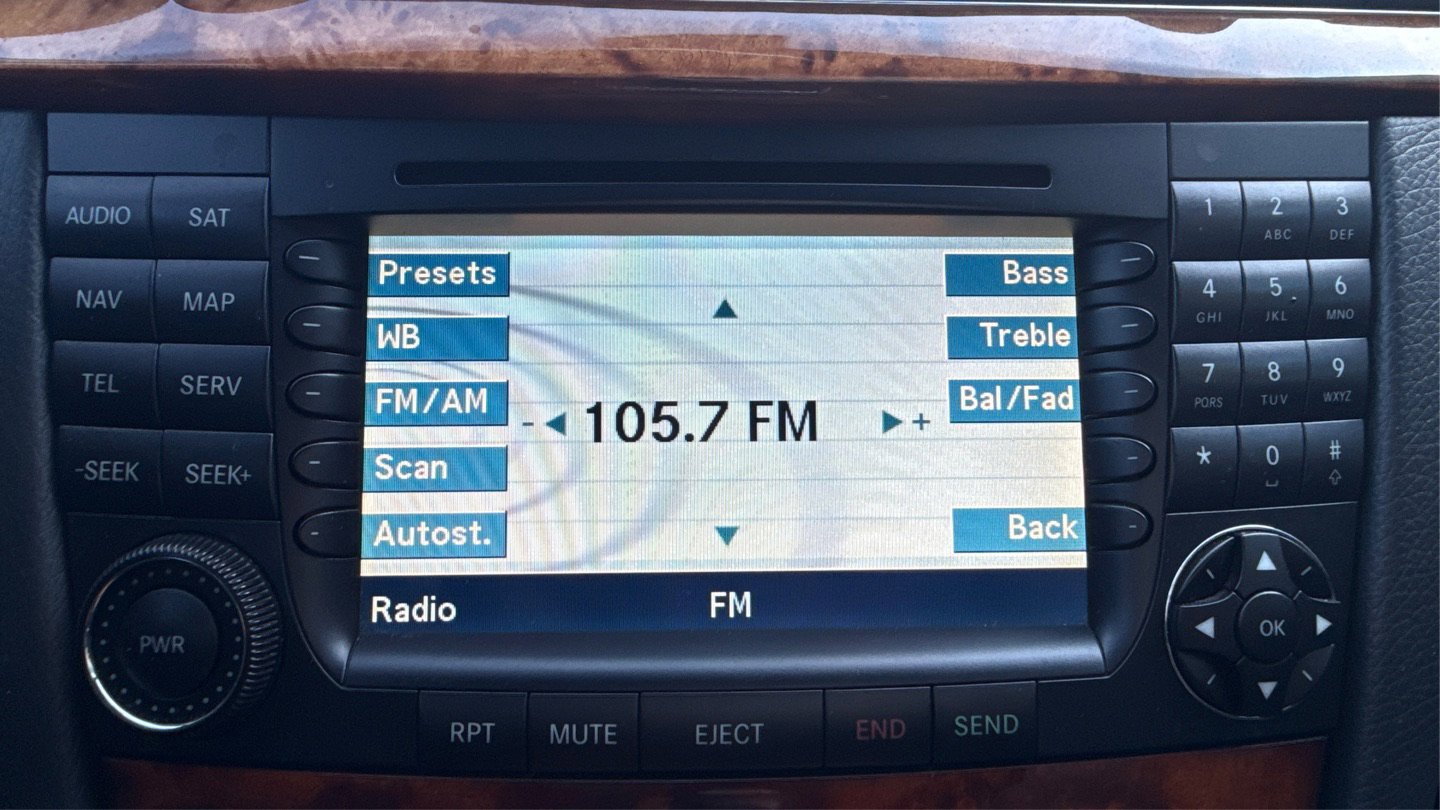 AUDIO SAT
NAV MAP
TEL SERV
-SEEK SEEK+
PWR
Presets
WB
FM/AM
Scan
Autost.
- 105.7 FM +
Bass
Treble
Bal/Fad
Back
Radio FM
RPT MUTE EJECT END SEND
1 2 3
ABC DEF
4 5 6
GHI JKL MNO
7 8 9
PQRS TUV WXYZ
* 0 #
OK